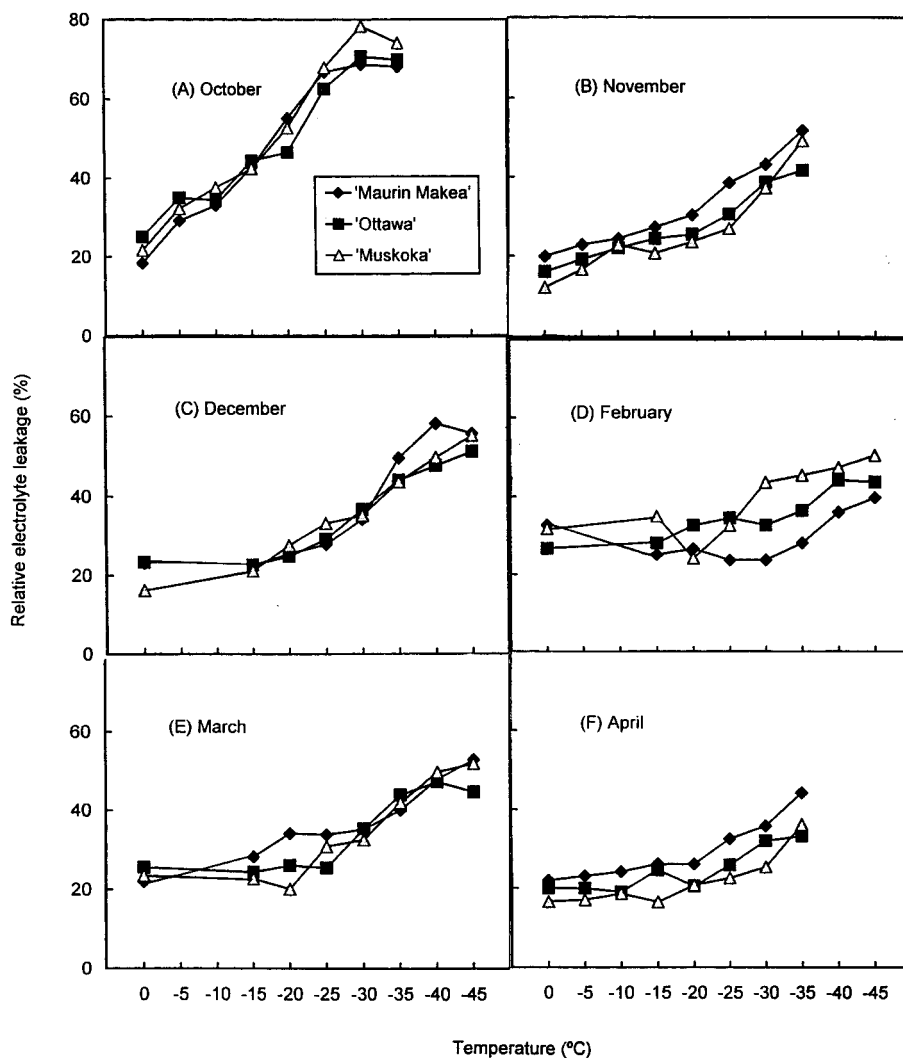 80
60
40
20
0
(A) October
'Maurin Makea'
'Ottawa'
'Muskoka'
(B) November
60
40
20
0
(C) December
(D) February
60
40
20
0
(E) March
(F) April
0 -5 -10 -15 -20 -25 -30 -35 -40 -45
0 -5 -10 -15 -20 -25 -30 -35 -40 -45
Relative electrolyte leakage (%)
Temperature (ºC)